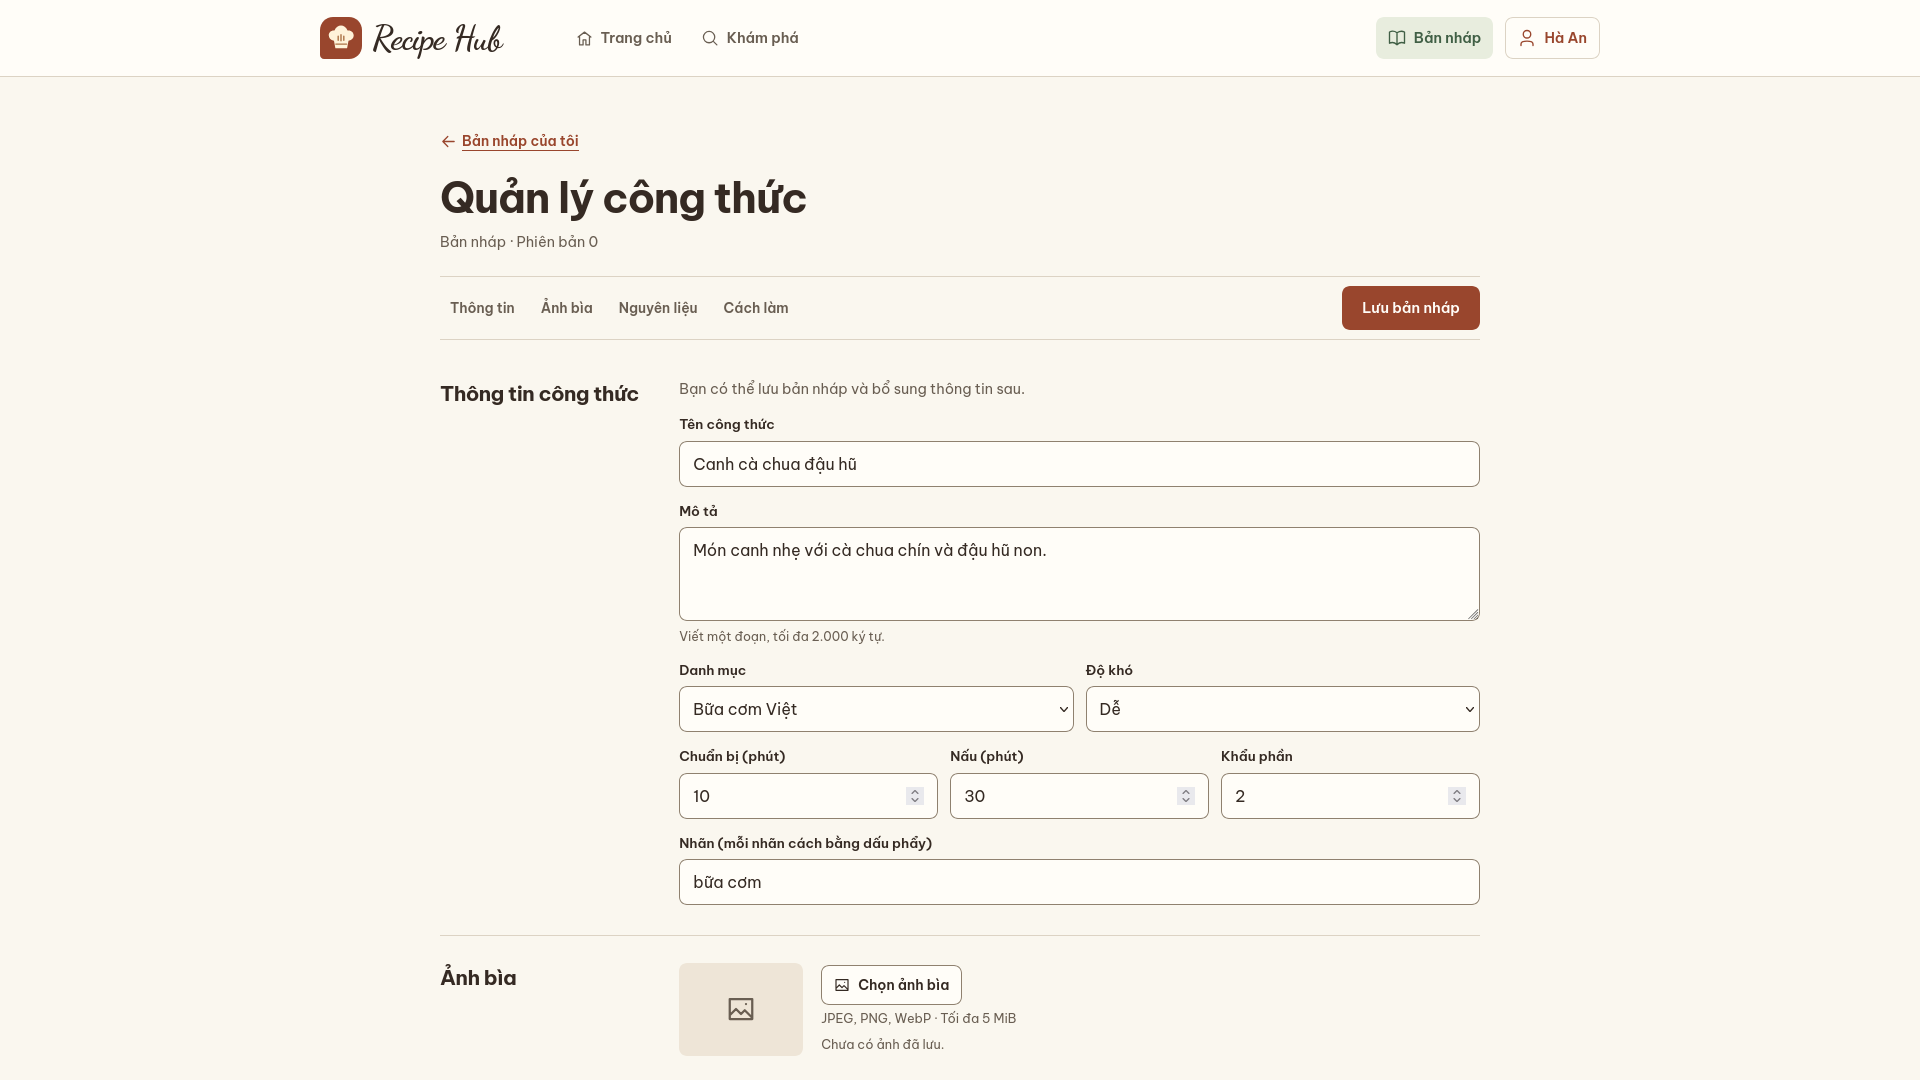 Recipe Hub
Trang chủ
Khám phá
Bản nháp
Hà An
Bản nháp của tôi
Quản lý công thức
Bản nháp · Phiên bản 0
Thông tin
Ảnh bìa
Nguyên liệu
Cách làm
Lưu bản nháp
Thông tin công thức
Bạn có thể lưu bản nháp và bổ sung thông tin sau.
Tên công thức
Canh cà chua đậu hũ
Mô tả
Món canh nhẹ với cà chua chín và đậu hũ non.
Viết một đoạn, tối đa 2.000 ký tự.
Danh mục
Độ khó
Bữa cơm Việt
Dễ
Chuẩn bị (phút)
Nấu (phút)
Khẩu phần
10
30
2
Nhãn (mỗi nhãn cách bằng dấu phẩy)
bữa cơm
Ảnh bìa
Chọn ảnh bìa
JPEG, PNG, WebP · Tối đa 5 MiB
Chưa có ảnh đã lưu.